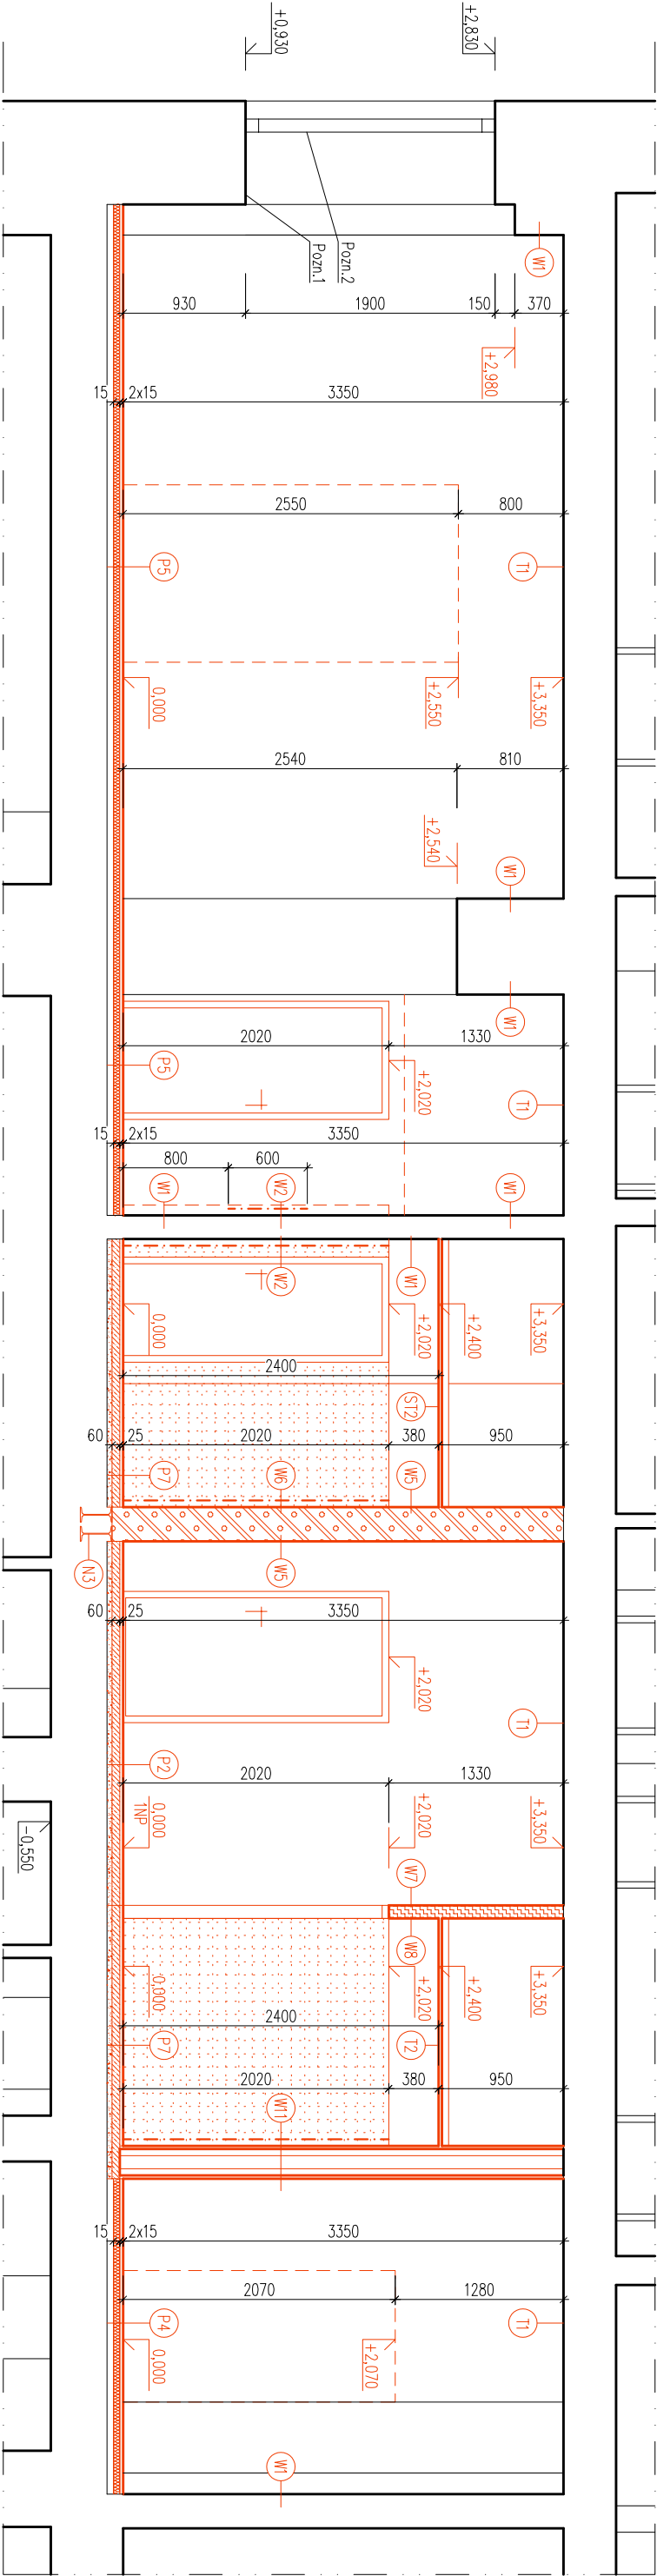 +0,930
+2,830
Pozn.1
Pozn.2
W1
930
1900
150
370
+2,980
15
2x15
3350
2550
800
P5
T1
0,000
+2,550
+3,350
2540
810
+2,540
W1
W1
2020
1330
P5
+2,020
T1
15
2x15
3350
800
600
W1
W2
W1
W2
W1
0,000
+2,020
+2,400
+3,350
2400
ST2
60
25
2020
380
950
P7
W6
W5
N3
W5
60
25
3350
+2,020
T1
P2
2020
1330
0,000
1NP
+2,020
+3,350
-0,550
W7
W8
0,000
+2,020
+2,400
+3,350
2400
P7
T2
2020
380
950
W11
15
2x15
3350
2070
1280
P4
T1
0,000
+2,070
W1